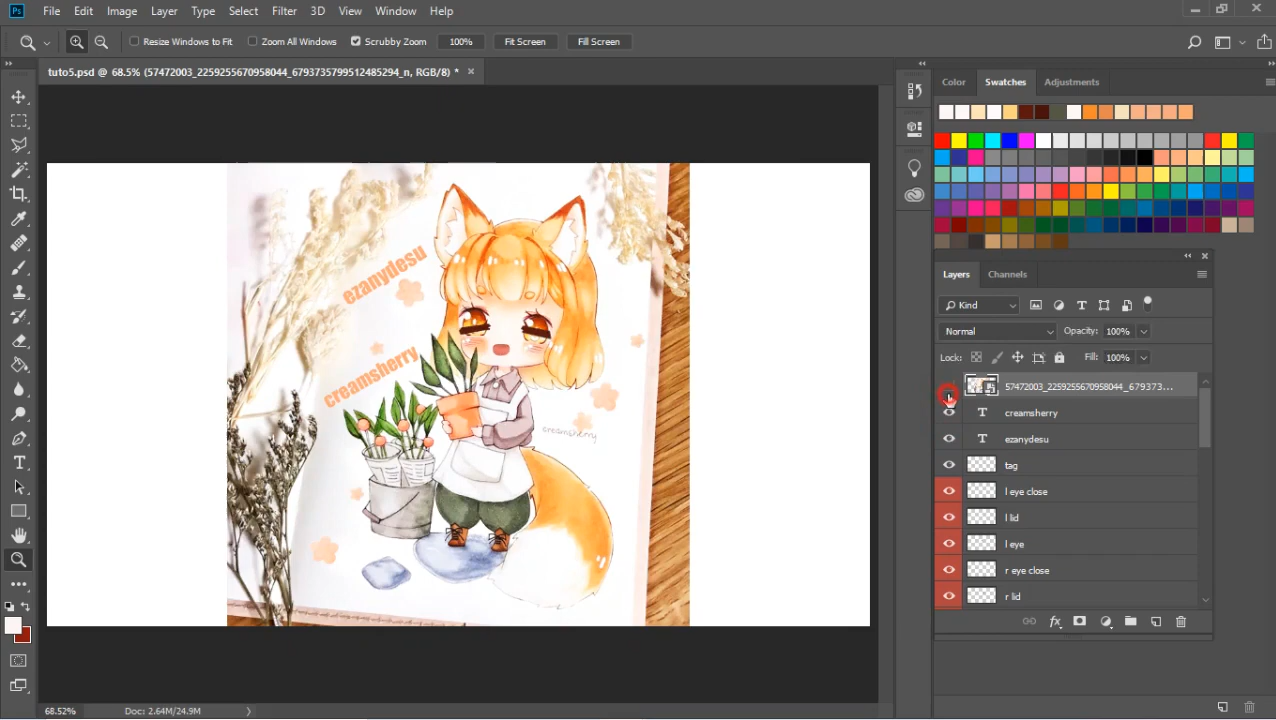 Ps File Edit Image Layer Type Select Filter 3D View Window Help
Resize Windows to Fit Zoom All Windows Scrubby Zoom 100% Fit Screen Fill Screen
tuto5.psd @ 68.5% (57472003_2259255670958044_6793735799512485294_n, RGB/8) *
Color Swatches Adjustments
ezanydesu
creamsherry
creamsherry
Layers Channels
Kind
Normal Opacity: 100%
Lock: Fill: 100%
57472003_2259255670958044_679373...
T creamsherry
T ezanydesu
tag
l eye close
l lid
l eye
r eye close
r lid
fx
68.52% Doc: 2.64M/24.9M